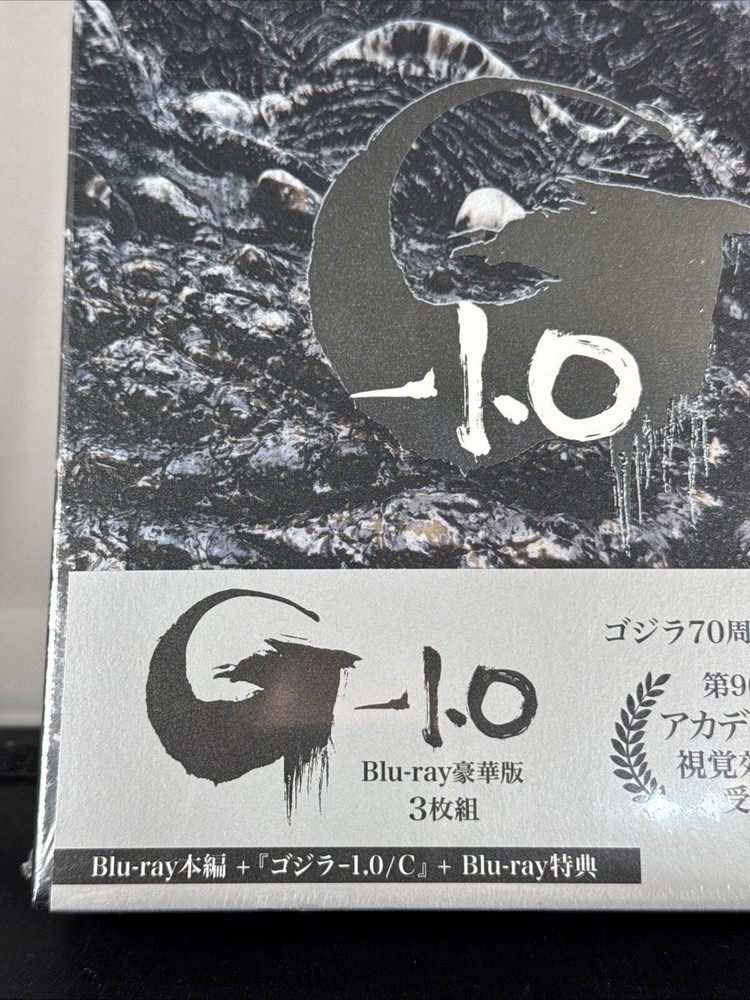 G-1.0
G-1.0
Blu-ray豪華版
3枚組
ゴジラ70周
第9
アカデ
視覚効
受
Blu-ray本編 +『ゴジラ-1.0/C』+ Blu-ray特典